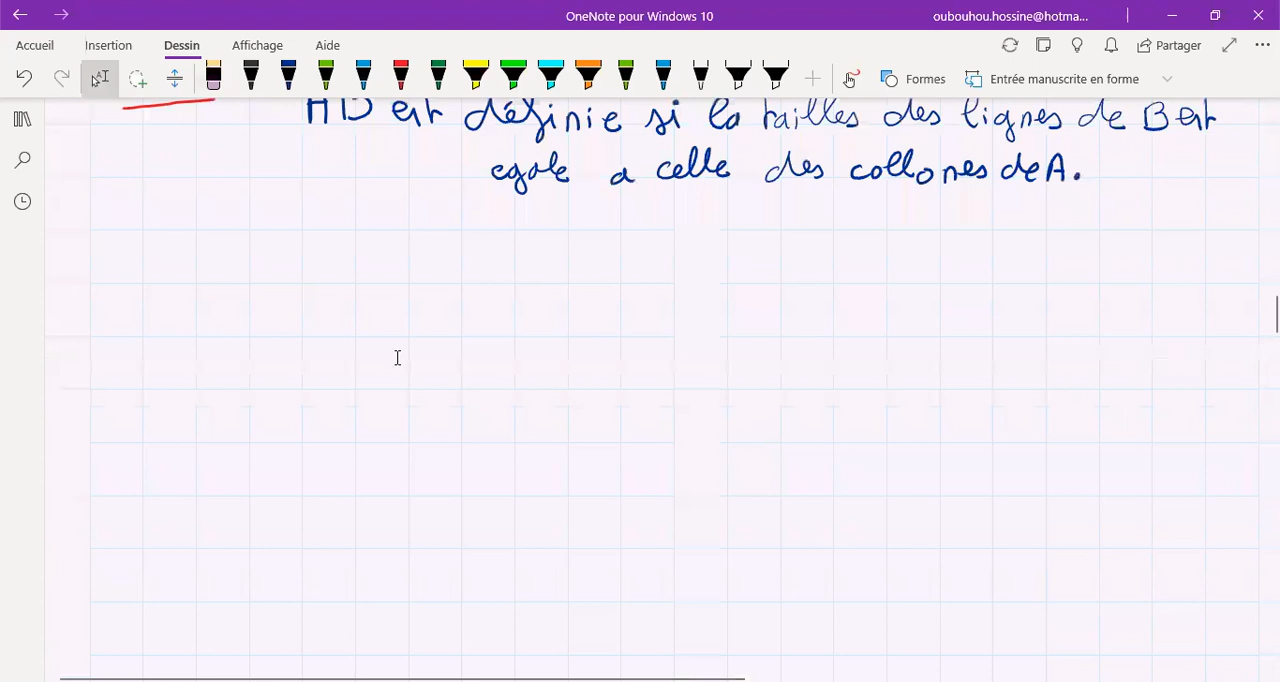 OneNote pour Windows 10
oubouhou.hossine@hotma...
Accueil Insertion Dessin Affichage Aide
Partager
Formes Entrée manuscrite en forme
AB est définie si la tailles des lignes de B est
egale a celle des collones de A.